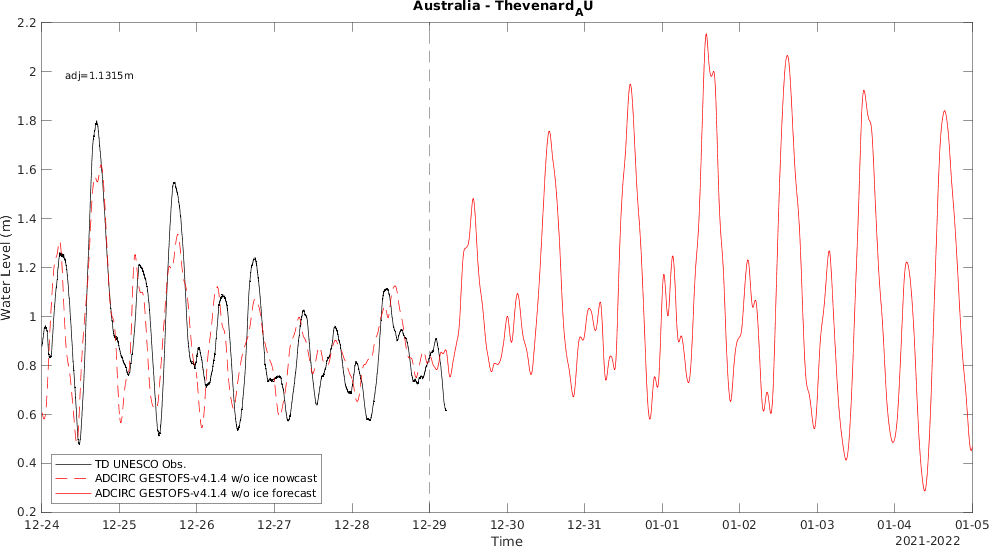 Australia - Thevenard_AU
adj=1.1315m
2.2
2
1.8
1.6
1.4
1.2
1
0.8
0.6
0.4
0.2
Water Level (m)
TD UNESCO Obs.
ADCIRC GESTOFS-v4.1.4 w/o ice nowcast
ADCIRC GESTOFS-v4.1.4 w/o ice forecast
12-24 12-25 12-26 12-27 12-28 12-29 12-30 12-31 01-01 01-02 01-03 01-04 01-05
Time
2021-2022